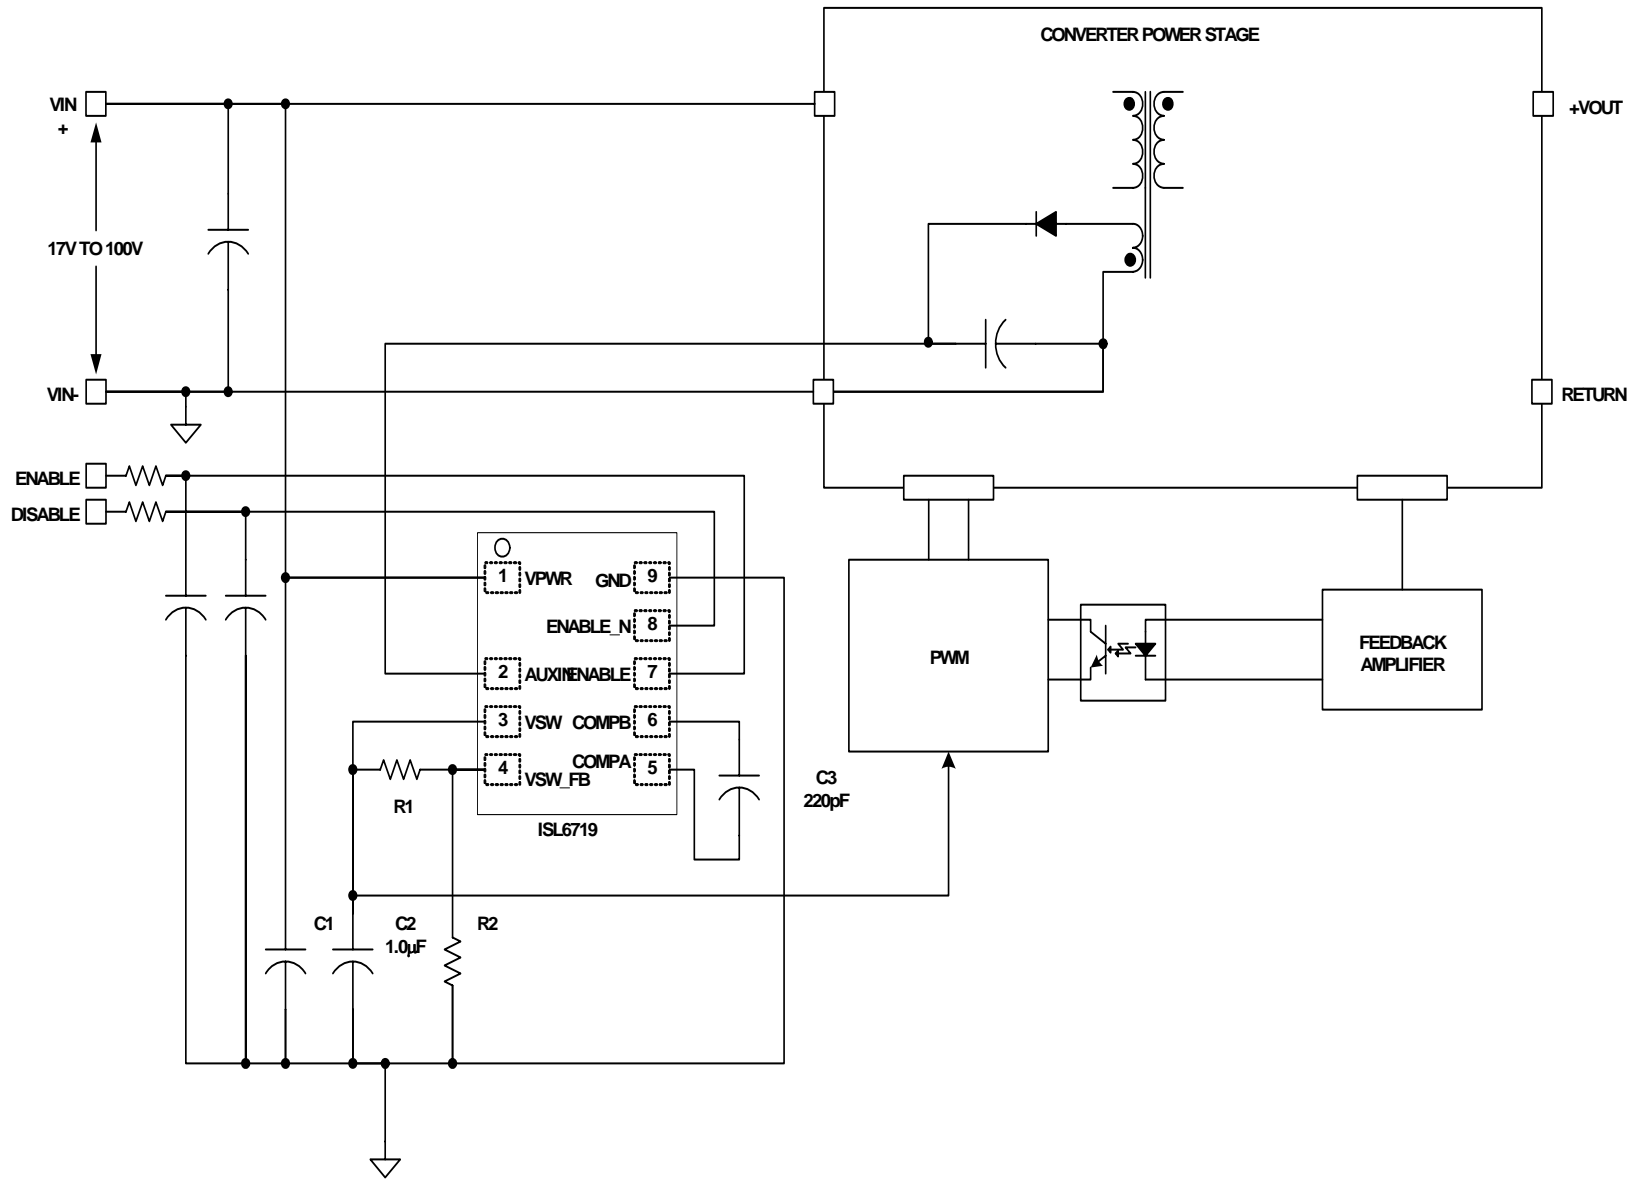 CONVERTER POWER STAGE
VIN
+
+VOUT
17V TO 100V
VIN-
RETURN
ENABLE
DISABLE
1 VPWR
GND 9
ENABLE_N 8
2 AUXIN
ENABLE 7
3 VSW
COMPB 6
4 VSW_FB
COMPA 5
ISL6719
R1
C3
220pF
PWM
FEEDBACK
AMPLIFIER
C1
C2
1.0µF
R2